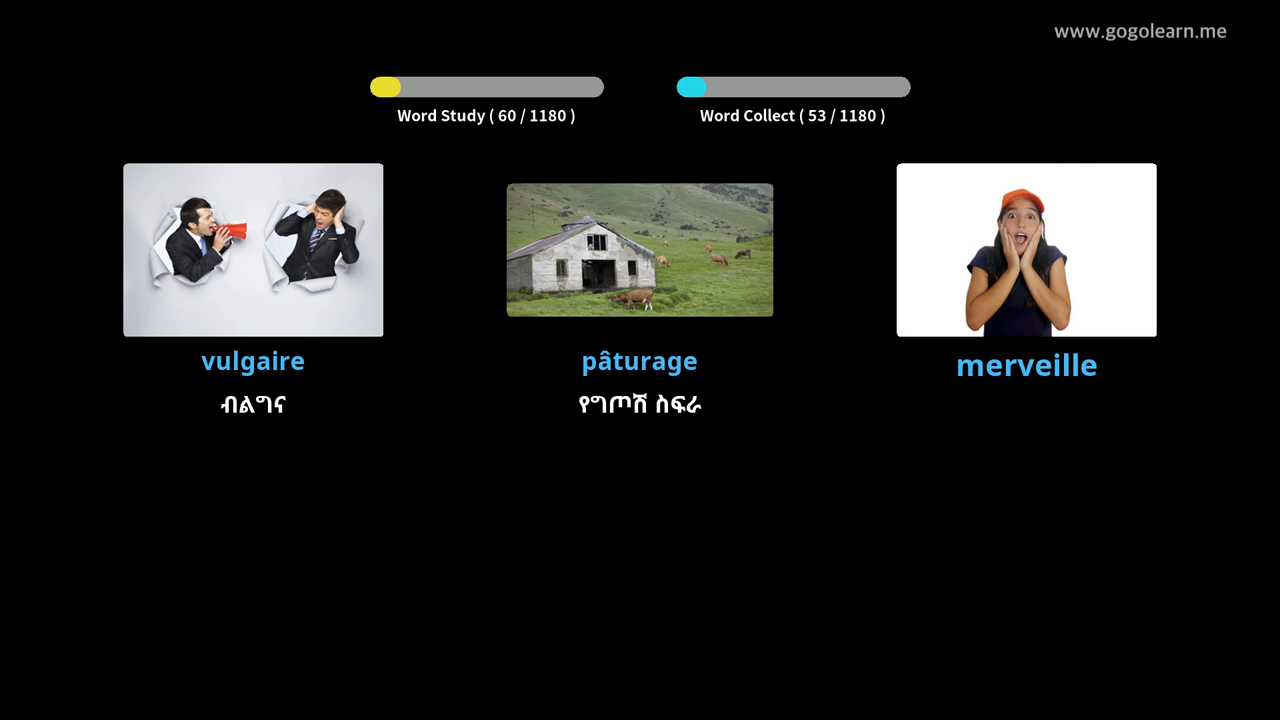 www.gogolearn.me
Word Study ( 60 / 1180 )
Word Collect ( 53 / 1180 )
vulgaire
pâturage
merveille
ብልግና
የግጦሽ ስፍራ